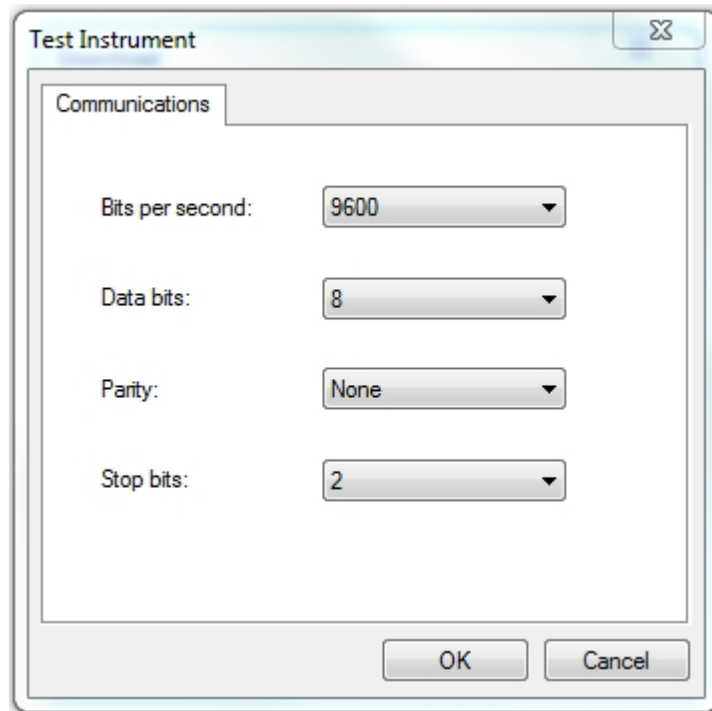 Test Instrument
Communications
Bits per second: 9600
Data bits: 8
Parity: None
Stop bits: 2
OK Cancel